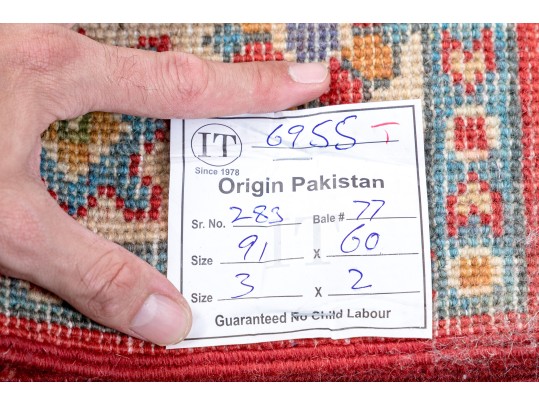 IT 6955 T
Since 1978
Origin Pakistan
Sr. No. 283 Bale # 77
Size 91 X 60
Size 3 X 2
Guaranteed No Child Labour